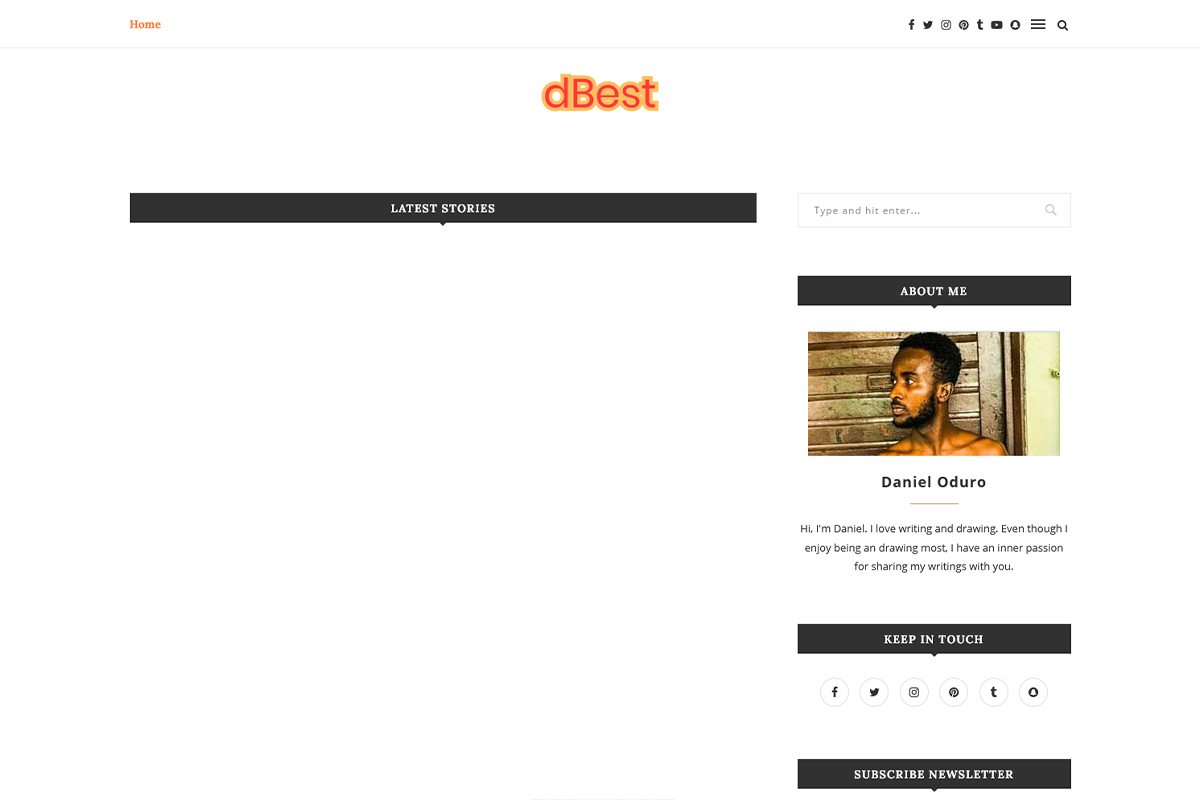 Home
dBest
LATEST STORIES
Type and hit enter...
ABOUT ME
Daniel Oduro
Hi, I'm Daniel. I love writing and drawing. Even though I
enjoy being an drawing most, I have an inner passion
for sharing my writings with you.
KEEP IN TOUCH
SUBSCRIBE NEWSLETTER